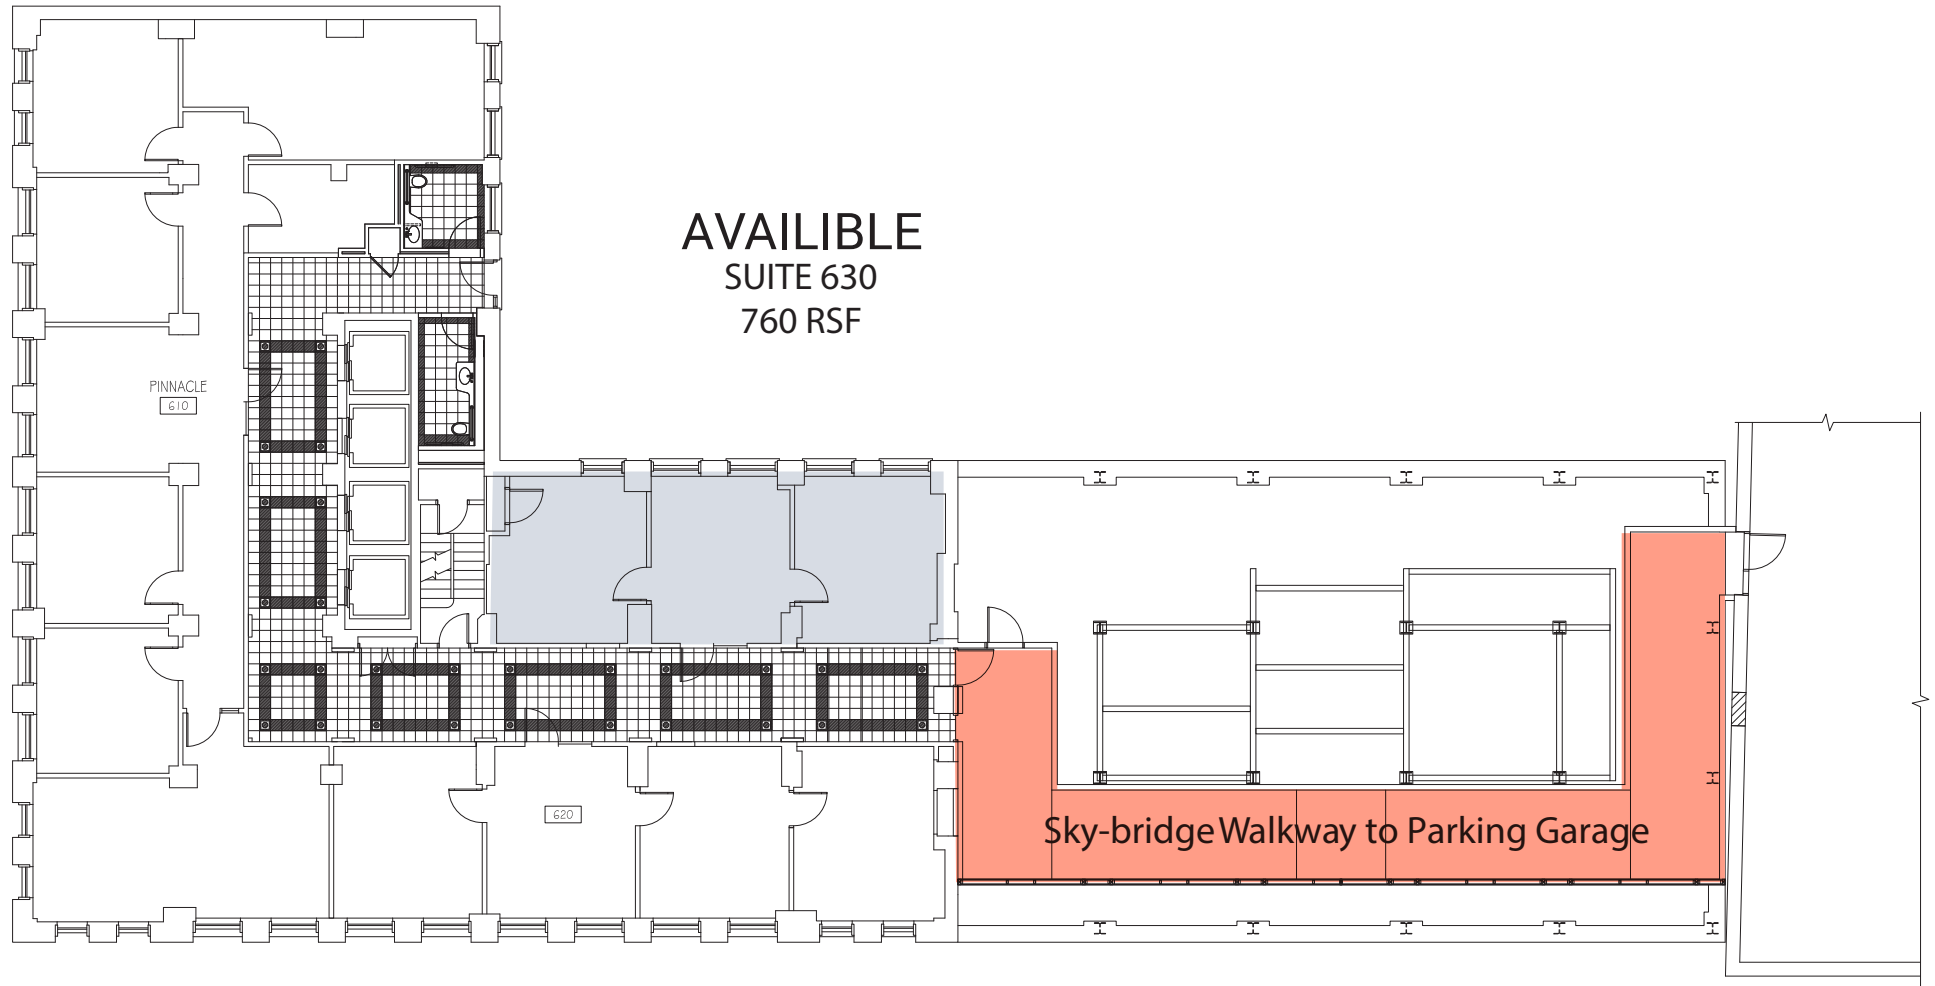 AVAILIBLE
SUITE 630
760 RSF
PINNACLE
610
620
Sky-bridge Walkway to Parking Garage